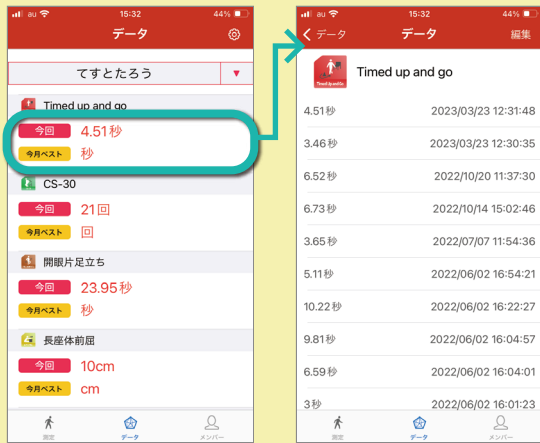 au 15:32 44%
データ
てすとたろう ▼
Timed up and go
今回 4.51秒
今月ベスト 秒
CS-30
今回 21回
今月ベスト 回
開眼片足立ち
今回 23.95秒
今月ベスト 秒
長座体前屈
今回 10cm
今月ベスト cm
測定 データ メンバー
au 15:32 44%
データ データ 編集
Timed up and go
Timed up and go
4.51秒 2023/03/23 12:31:48
3.46秒 2023/03/23 12:30:35
6.52秒 2022/10/20 11:37:30
6.73秒 2022/10/14 15:02:46
3.65秒 2022/07/07 11:54:36
5.11秒 2022/06/02 16:54:21
10.22秒 2022/06/02 16:22:27
9.81秒 2022/06/02 16:04:57
6.59秒 2022/06/02 16:04:01
3秒 2022/06/02 16:01:23
測定 データ メンバー